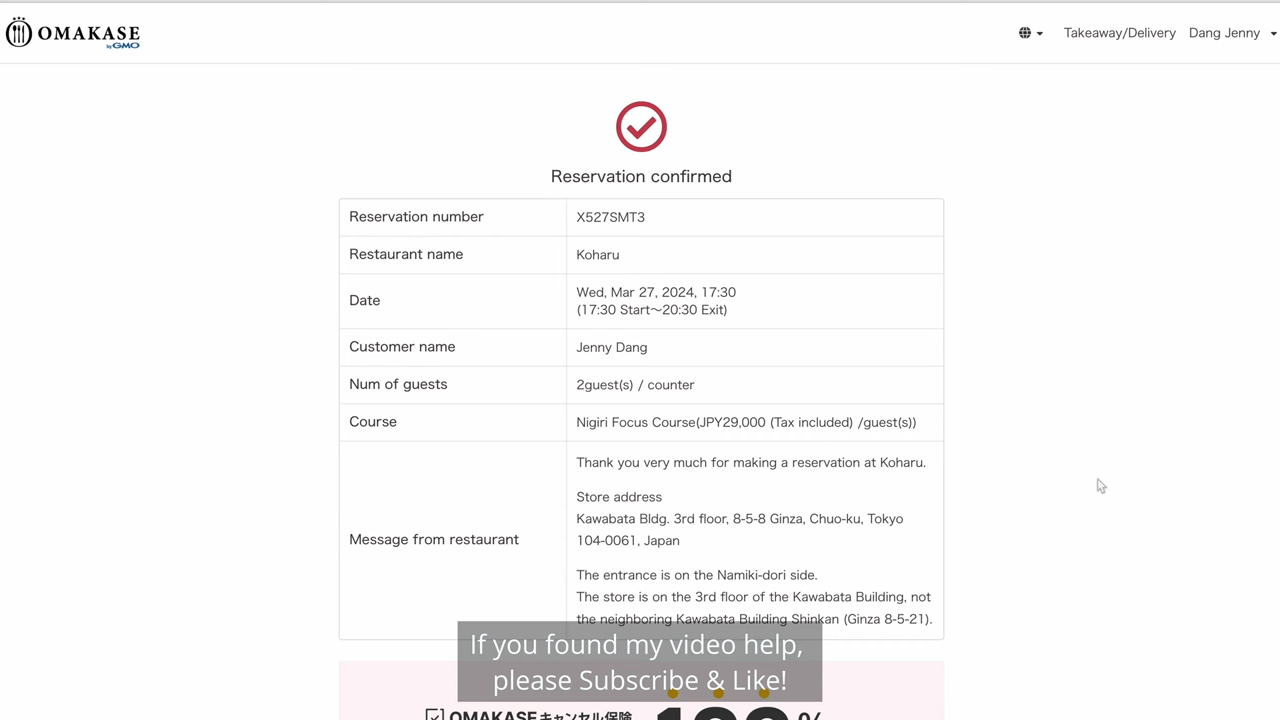 OMAKASE
by GMO
Takeaway/Delivery
Dang Jenny
Reservation confirmed
Reservation number
X527SMT3
Restaurant name
Koharu
Date
Wed, Mar 27, 2024, 17:30
(17:30 Start〜20:30 Exit)
Customer name
Jenny Dang
Num of guests
2guest(s) / counter
Course
Nigiri Focus Course(JPY29,000 (Tax included) /guest(s))
Message from restaurant
Thank you very much for making a reservation at Koharu.
Store address
Kawabata Bldg. 3rd floor, 8-5-8 Ginza, Chuo-ku, Tokyo
104-0061, Japan
The entrance is on the Namiki-dori side.
The store is on the 3rd floor of the Kawabata Building, not
the neighboring Kawabata Building Shinkan (Ginza 8-5-21).
If you found my video help,
please Subscribe & Like!
OMAKASEキャンセル保険
100%